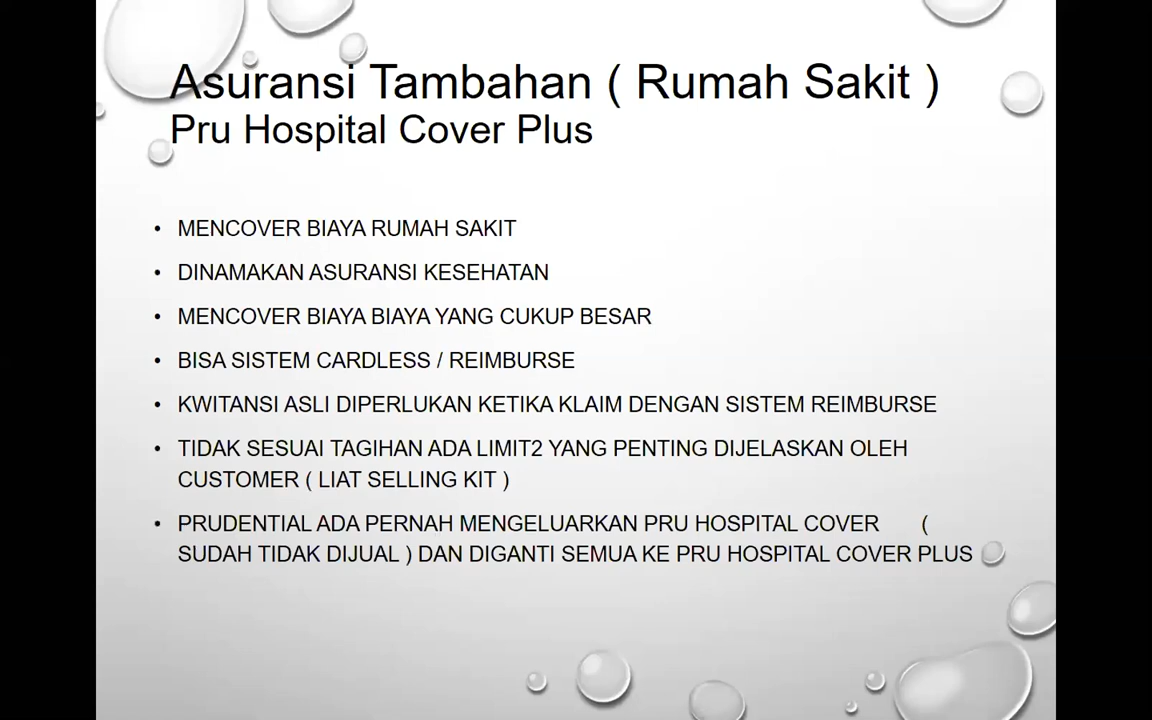 Asuransi Tambahan ( Rumah Sakit )
Pru Hospital Cover Plus
• MENCOVER BIAYA RUMAH SAKIT
• DINAMAKAN ASURANSI KESEHATAN
• MENCOVER BIAYA BIAYA YANG CUKUP BESAR
• BISA SISTEM CARDLESS / REIMBURSE
• KWITANSI ASLI DIPERLUKAN KETIKA KLAIM DENGAN SISTEM REIMBURSE
• TIDAK SESUAI TAGIHAN ADA LIMIT2 YANG PENTING DIJELASKAN OLEH
CUSTOMER ( LIAT SELLING KIT )
• PRUDENTIAL ADA PERNAH MENGELUARKAN PRU HOSPITAL COVER (
SUDAH TIDAK DIJUAL ) DAN DIGANTI SEMUA KE PRU HOSPITAL COVER PLUS